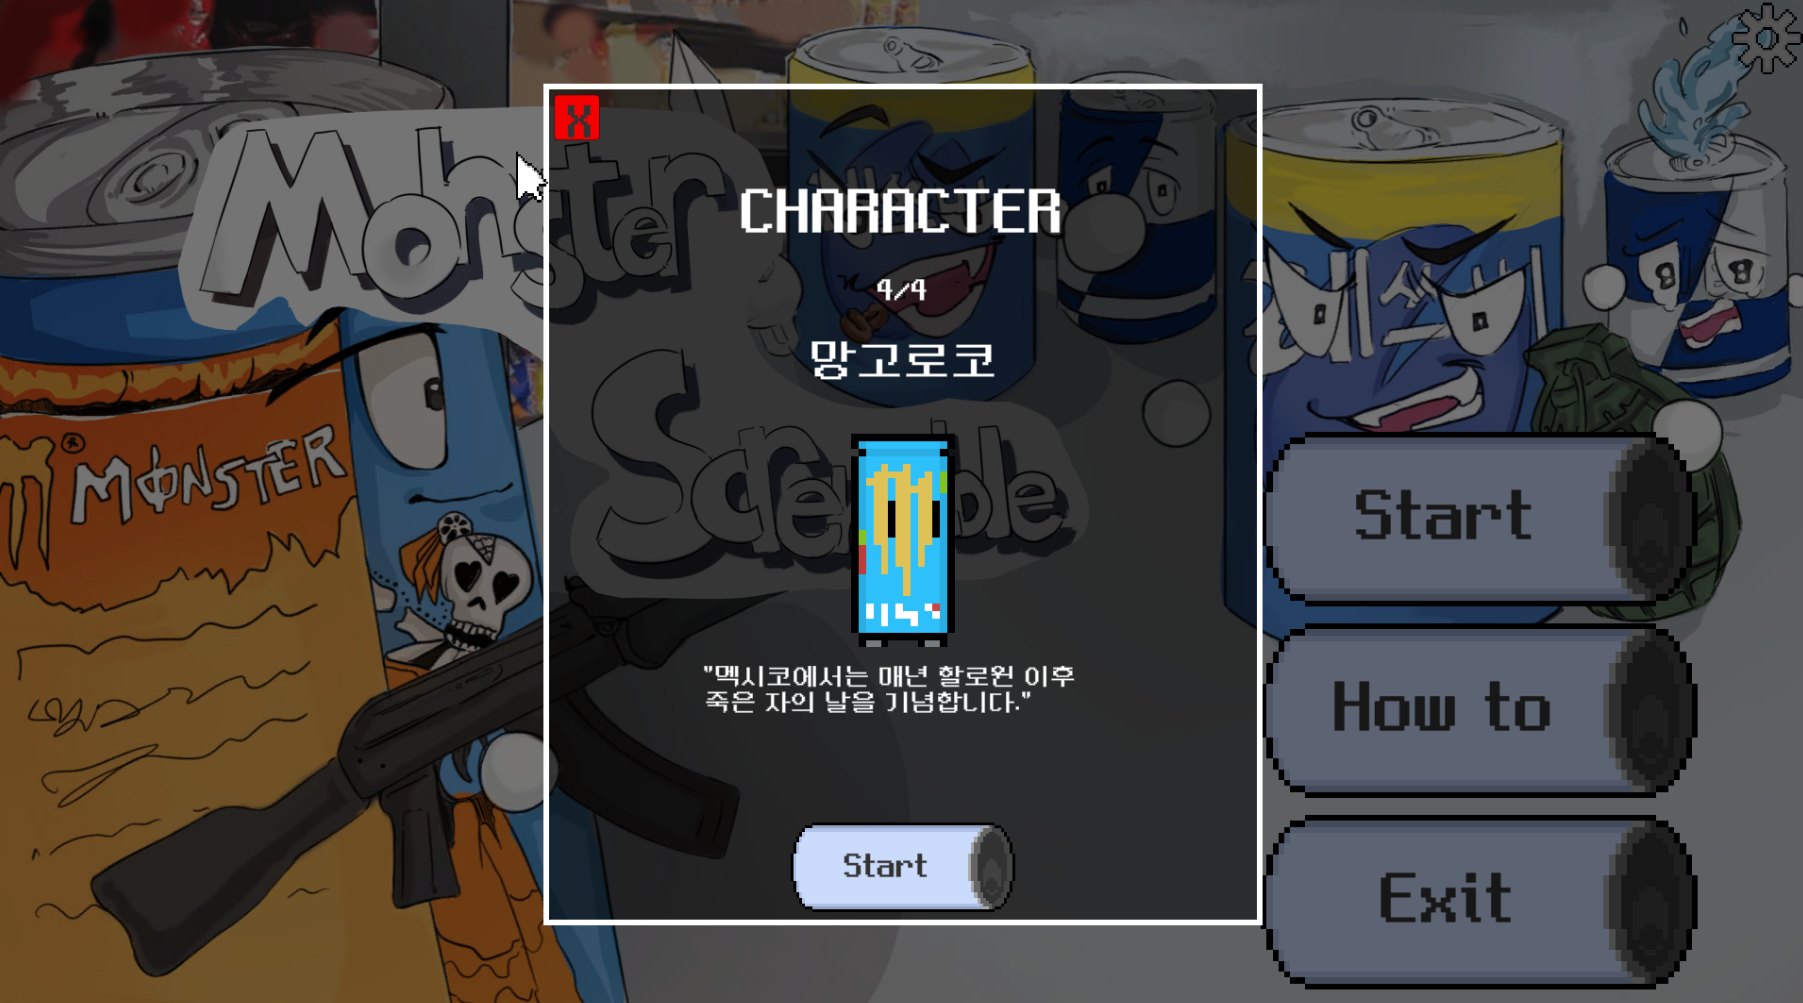 Monster
Scremble
X
CHARACTER
4/4
망고로코
"멕시코에서는 매년 할로윈 이후
죽은 자의 날을 기념합니다."
Start
MONSTER
Start
How to
Exit